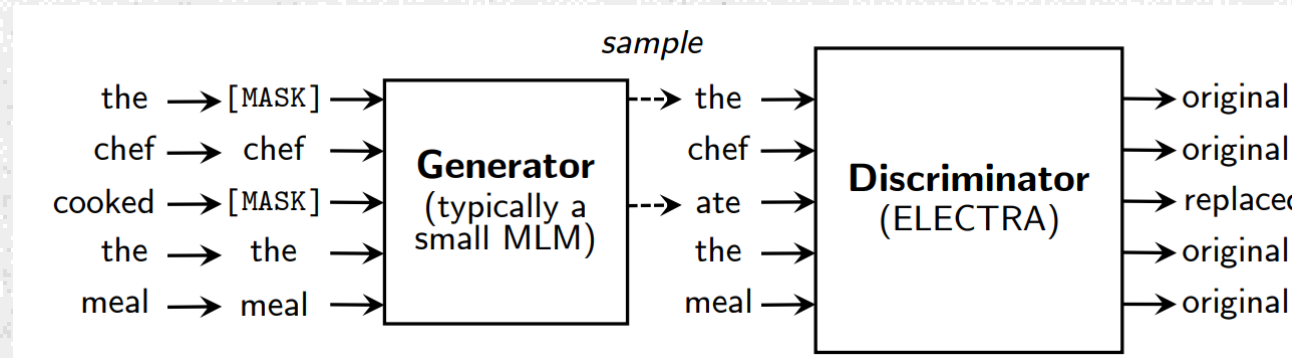 sample
the [MASK] the original
chef chef chef original
cooked [MASK] ate replaced
the the the original
meal meal meal original
Generator
(typically a
small MLM)
Discriminator
(ELECTRA)